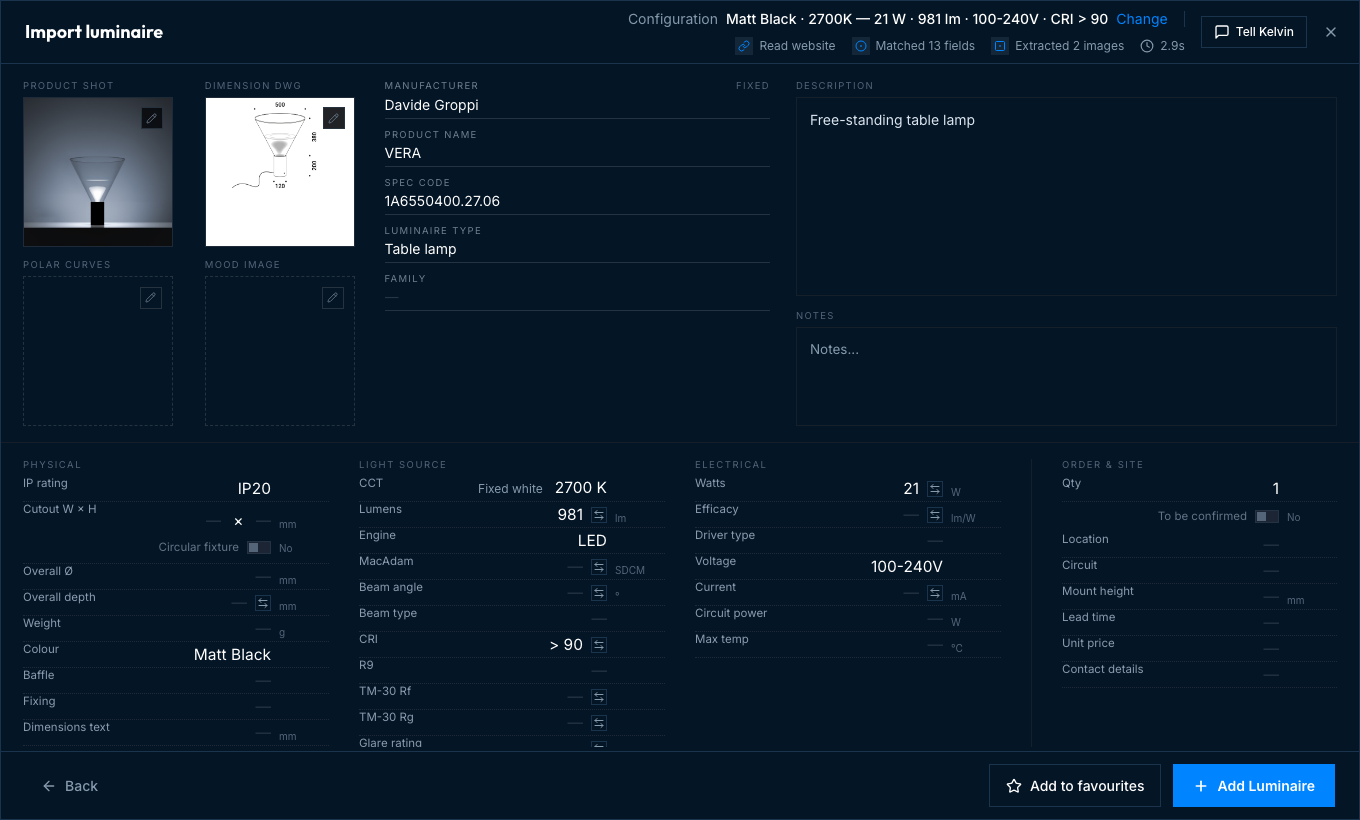 Import luminaire
Configuration Matt Black · 2700K — 21 W · 981 lm · 100-240V · CRI > 90 Change
Read website Matched 13 fields Extracted 2 images 2.9s
Tell Kelvin
PRODUCT SHOT
DIMENSION DWG
500
380
200
120
POLAR CURVES
MOOD IMAGE
MANUFACTURER FIXED
Davide Groppi
PRODUCT NAME
VERA
SPEC CODE
1A6550400.27.06
LUMINAIRE TYPE
Table lamp
FAMILY
—
DESCRIPTION
Free-standing table lamp
NOTES
Notes...
PHYSICAL
IP rating IP20
Cutout W × H — × — mm
Circular fixture No
Overall Ø — mm
Overall depth — mm
Weight — g
Colour Matt Black
Baffle —
Fixing —
Dimensions text — mm
LIGHT SOURCE
CCT Fixed white 2700 K
Lumens 981 lm
Engine LED
MacAdam — SDCM
Beam angle — °
Beam type —
CRI > 90
R9 —
TM-30 Rf —
TM-30 Rg —
Glare rating
ELECTRICAL
Watts 21 W
Efficacy — lm/W
Driver type —
Voltage 100-240V
Current — mA
Circuit power — W
Max temp — °C
ORDER & SITE
Qty 1
To be confirmed No
Location —
Circuit —
Mount height — mm
Lead time —
Unit price —
Contact details —
Back
Add to favourites
Add Luminaire